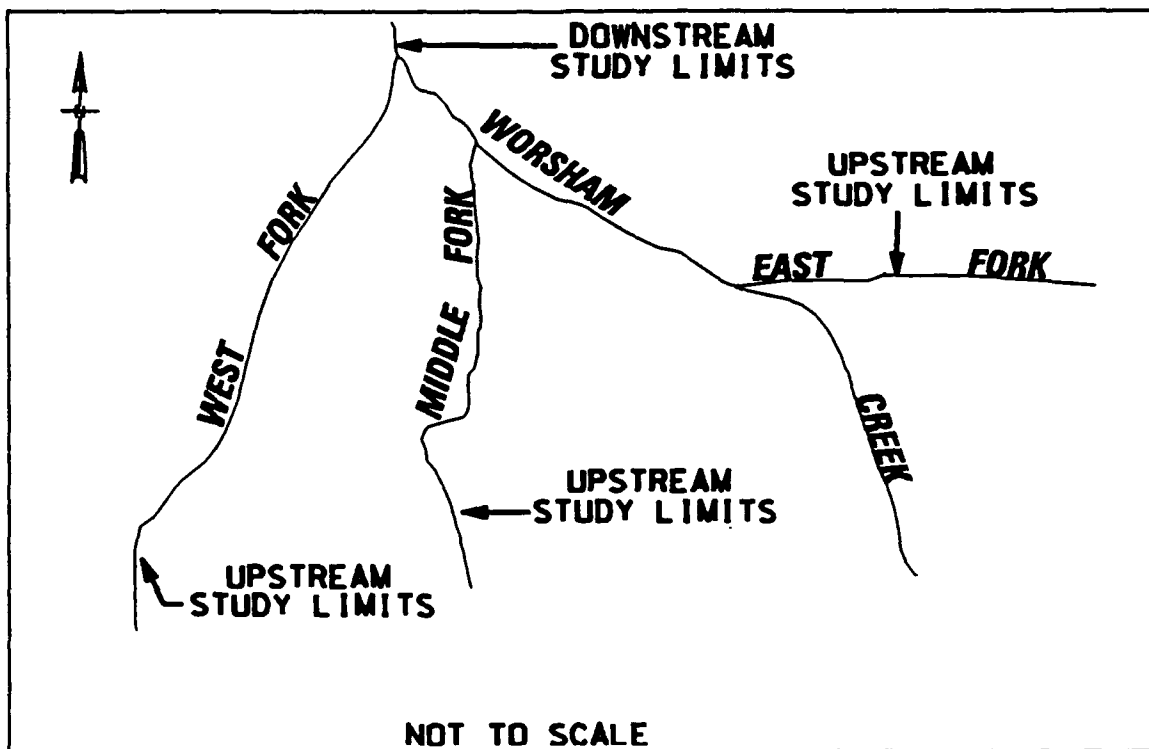 DOWNSTREAM
STUDY LIMITS
WORSHAM
UPSTREAM
STUDY LIMITS
FORK
FORK
EAST FORK
WEST
MIDDLE
CREEK
UPSTREAM
STUDY LIMITS
UPSTREAM
STUDY LIMITS
NOT TO SCALE